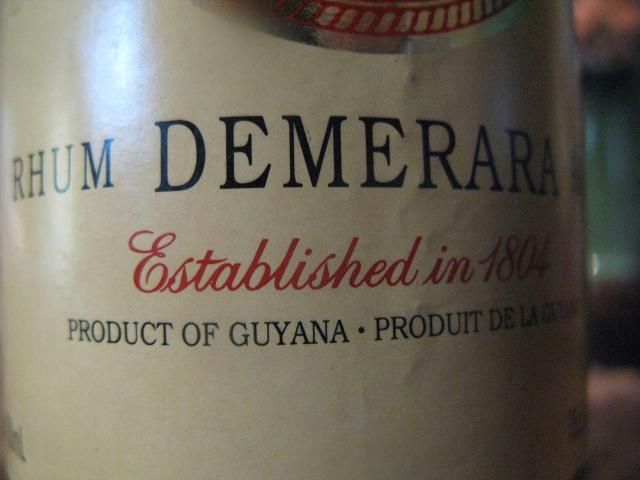 RHUM DEMERARA
Established in 1804
PRODUCT OF GUYANA · PRODUIT DE LA